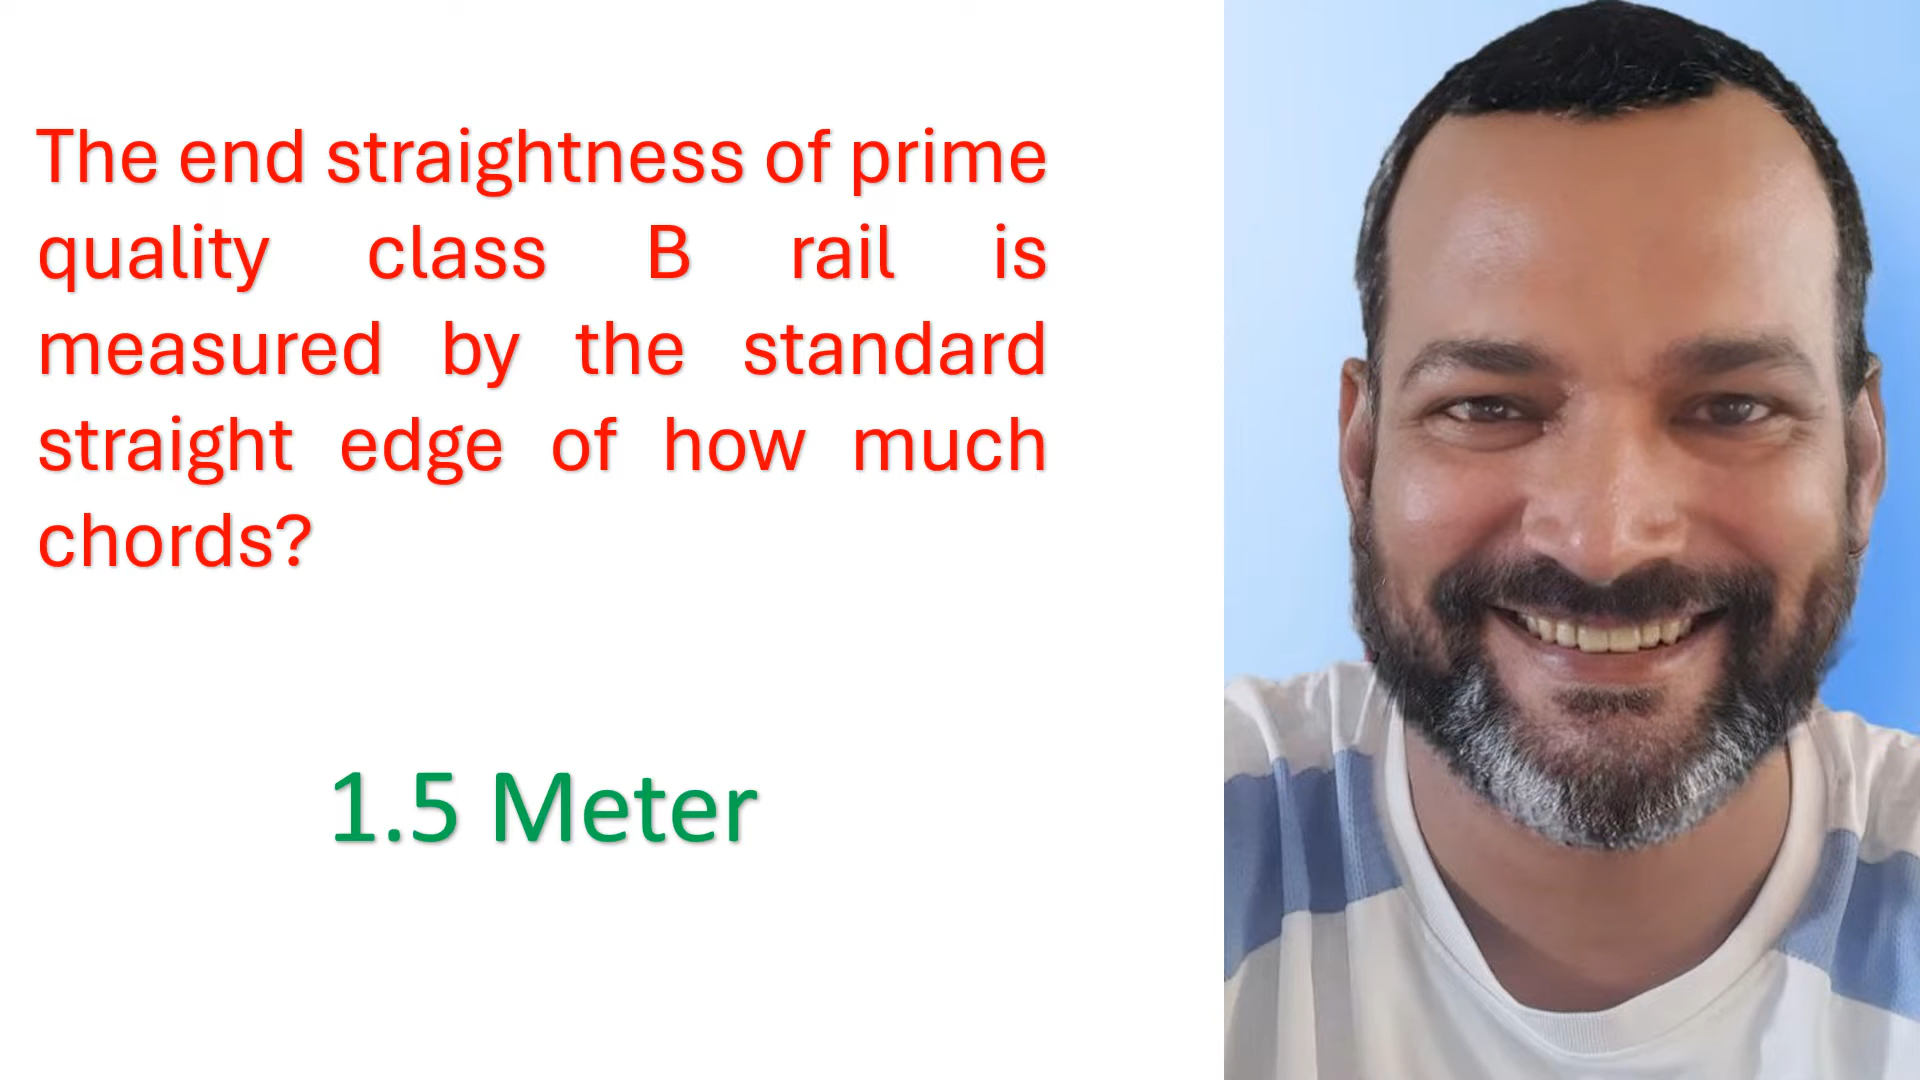 The end straightness of prime
quality class B rail is
measured by the standard
straight edge of how much
chords?
1.5 Meter